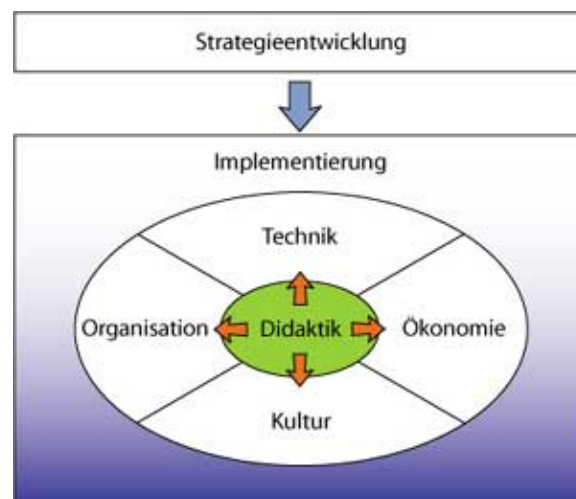 Strategieentwicklung
Implementierung
Technik
Organisation
Didaktik
Ökonomie
Kultur